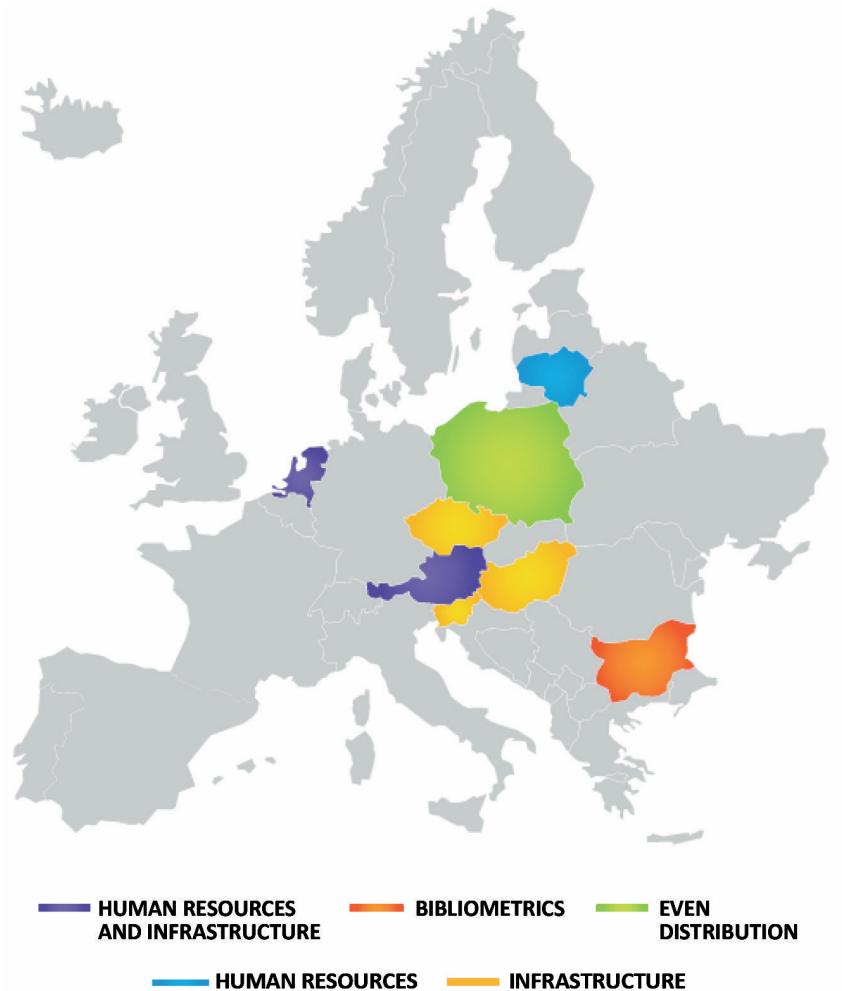 HUMAN RESOURCES
AND INFRASTRUCTURE
BIBLIOMETRICS
EVEN
DISTRIBUTION
HUMAN RESOURCES
INFRASTRUCTURE